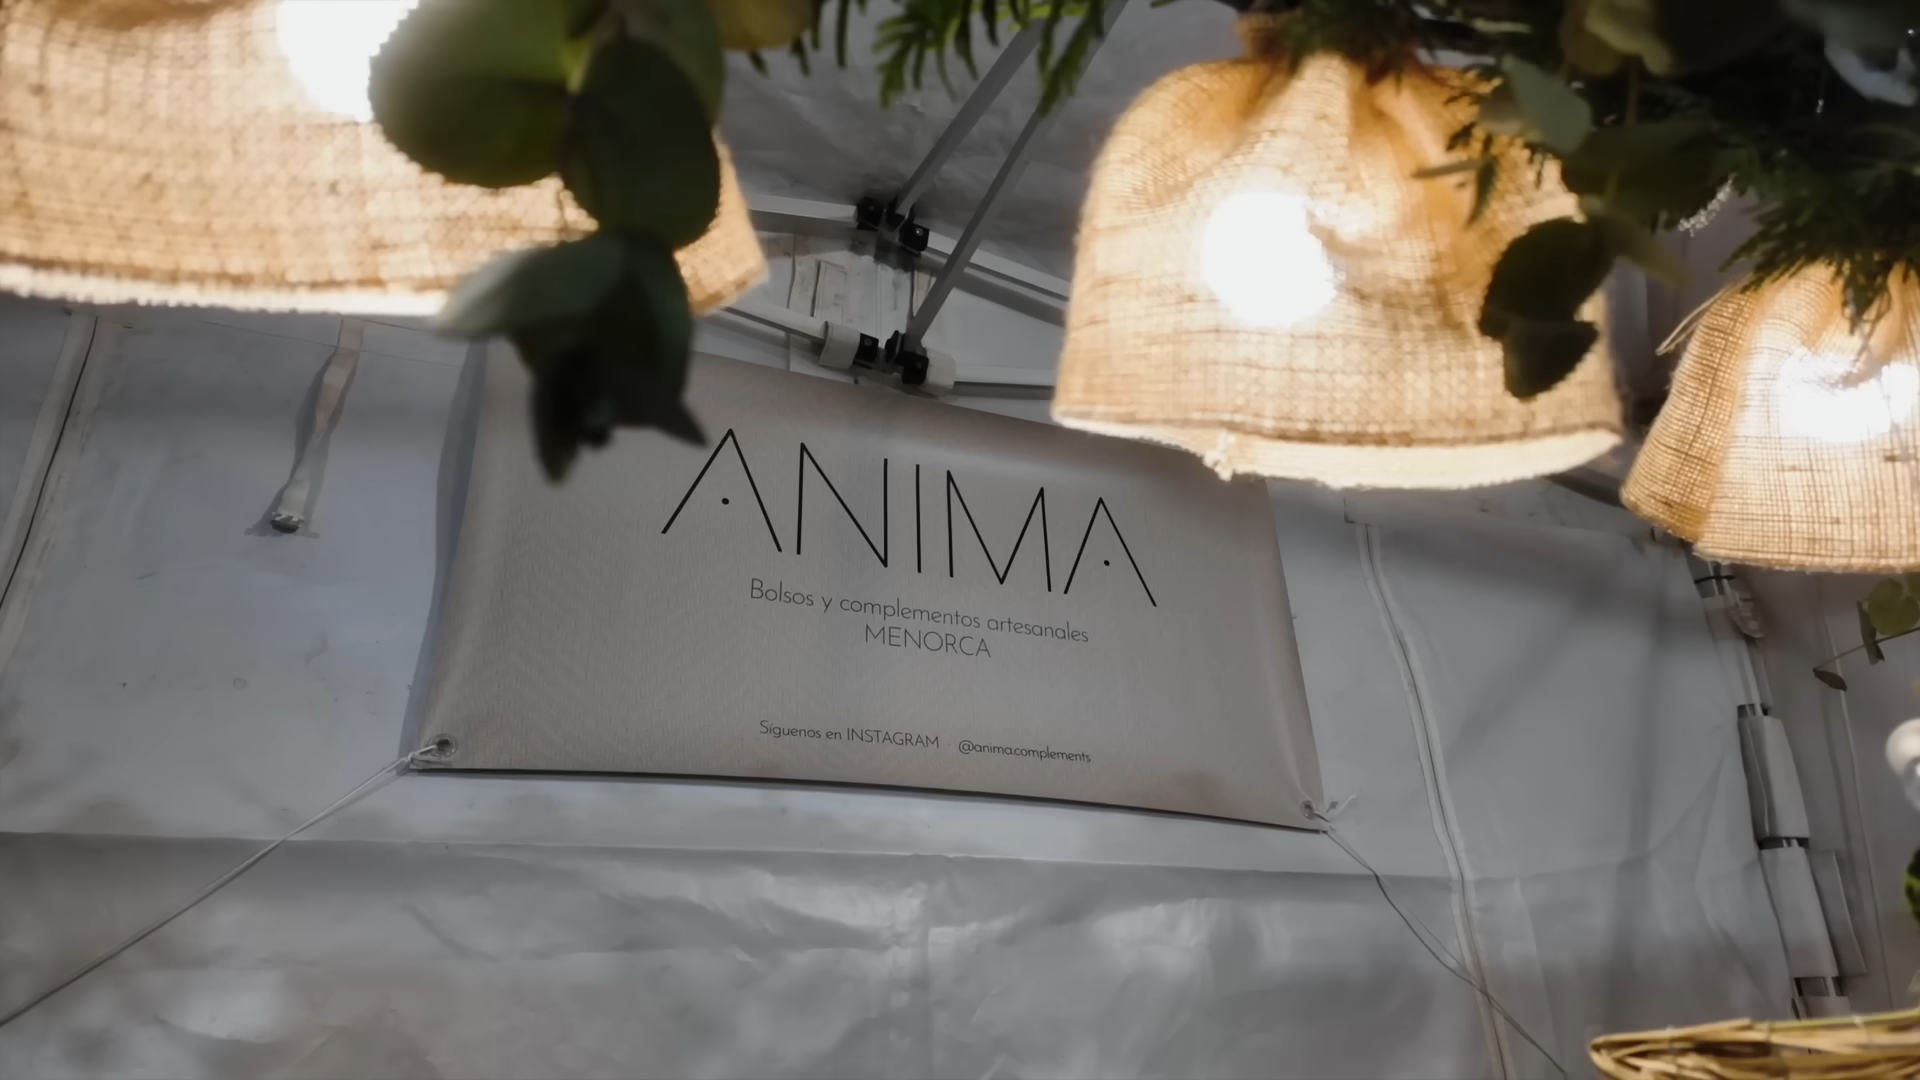 ANIMA
Bolsos y complementos artesanales
MENORCA
Síguenos en INSTAGRAM @anima.complements